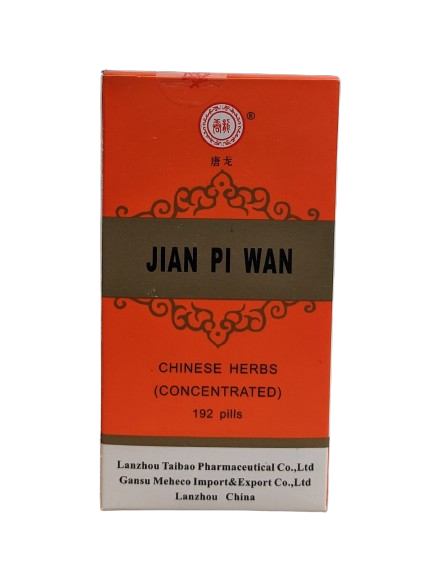 ®
唐龙
JIAN PI WAN
CHINESE HERBS
(CONCENTRATED)
192 pills
Lanzhou Taibao Pharmaceutical Co.,Ltd
Gansu Meheco Import&Export Co.,Ltd
Lanzhou China